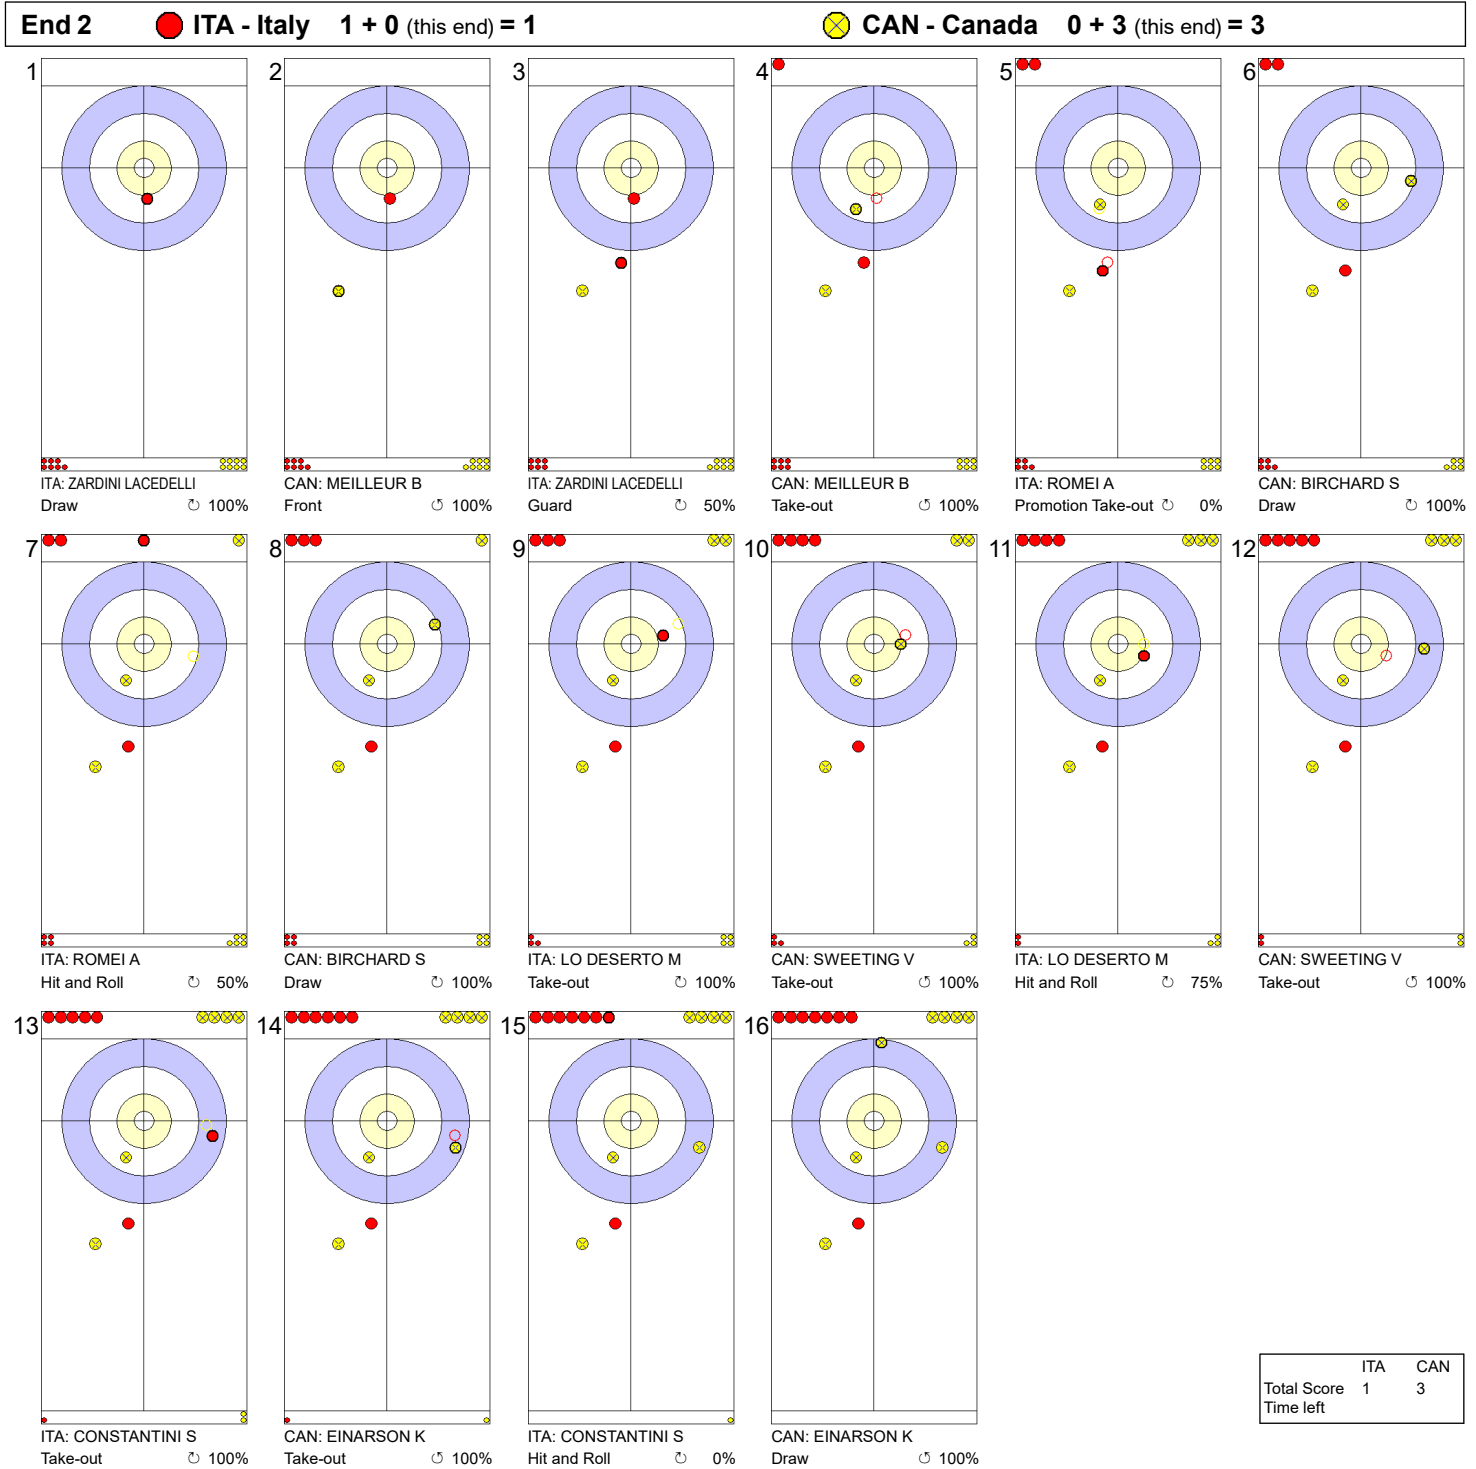 End 2 ITA - Italy 1 + 0 (this end) = 1 CAN - Canada 0 + 3 (this end) = 3
1 2 3 4 5 6
ITA: ZARDINI LACEDELLI CAN: MEILLEUR B ITA: ZARDINI LACEDELLI CAN: MEILLEUR B ITA: ROMEI A CAN: BIRCHARD S
Draw ↻ 100% Front ↻ 100% Guard ↻ 50% Take-out ↺ 100% Promotion Take-out ↻ 0% Draw ↺ 100%
7 8 9 10 11 12
ITA: ROMEI A CAN: BIRCHARD S ITA: LO DESERTO M CAN: SWEETING V ITA: LO DESERTO M CAN: SWEETING V
Hit and Roll ↻ 50% Draw ↺ 100% Take-out ↻ 100% Take-out ↺ 100% Hit and Roll ↻ 75% Take-out ↺ 100%
13 14 15 16
ITA: CONSTANTINI S CAN: EINARSON K ITA: CONSTANTINI S CAN: EINARSON K
Take-out ↻ 100% Take-out ↺ 100% Hit and Roll ↻ 0% Draw ↺ 100%
ITA CAN
Total Score 1 3
Time left